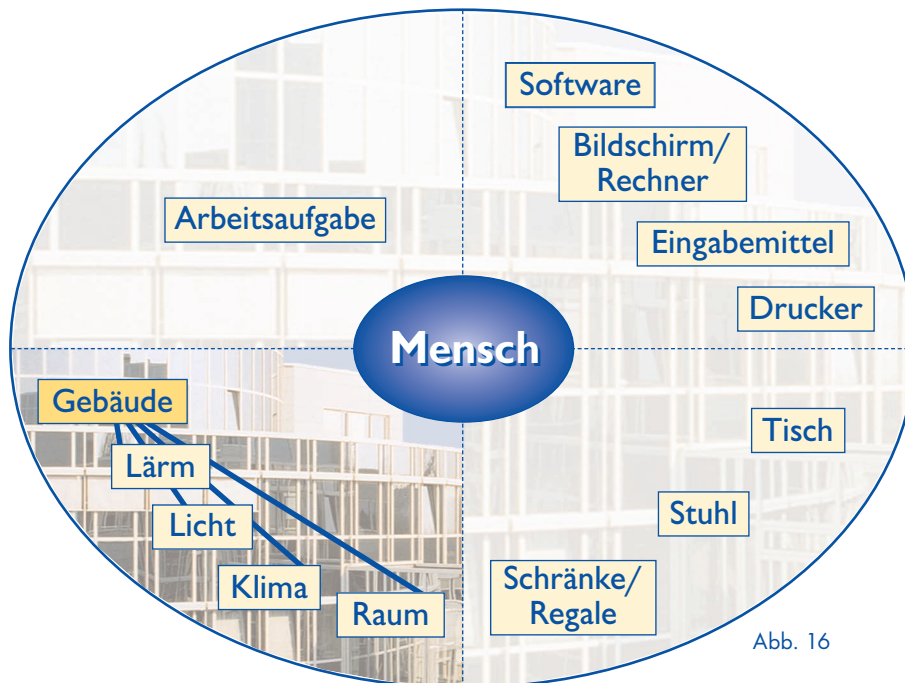 Software
Bildschirm/
Rechner
Arbeitsaufgabe
Eingabemittel
Drucker
Mensch
Gebäude
Lärm
Licht
Klima
Raum
Tisch
Stuhl
Schränke/
Regale
Abb. 16